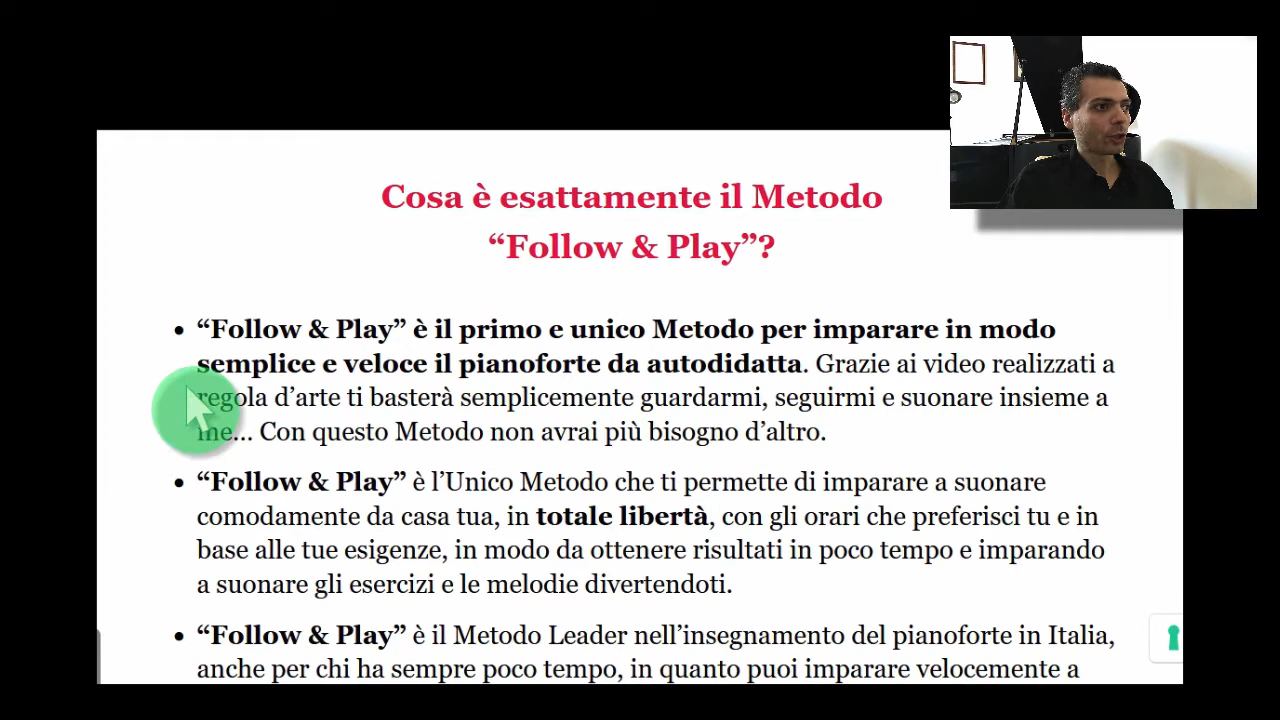 Cosa è esattamente il Metodo
“Follow & Play”?
• “Follow & Play” è il primo e unico Metodo per imparare in modo
semplice e veloce il pianoforte da autodidatta. Grazie ai video realizzati a
regola d’arte ti basterà semplicemente guardarmi, seguirmi e suonare insieme a
me... Con questo Metodo non avrai più bisogno d’altro.
• “Follow & Play” è l’Unico Metodo che ti permette di imparare a suonare
comodamente da casa tua, in totale libertà, con gli orari che preferisci tu e in
base alle tue esigenze, in modo da ottenere risultati in poco tempo e imparando
a suonare gli esercizi e le melodie divertendoti.
• “Follow & Play” è il Metodo Leader nell’insegnamento del pianoforte in Italia,
anche per chi ha sempre poco tempo, in quanto puoi imparare velocemente a